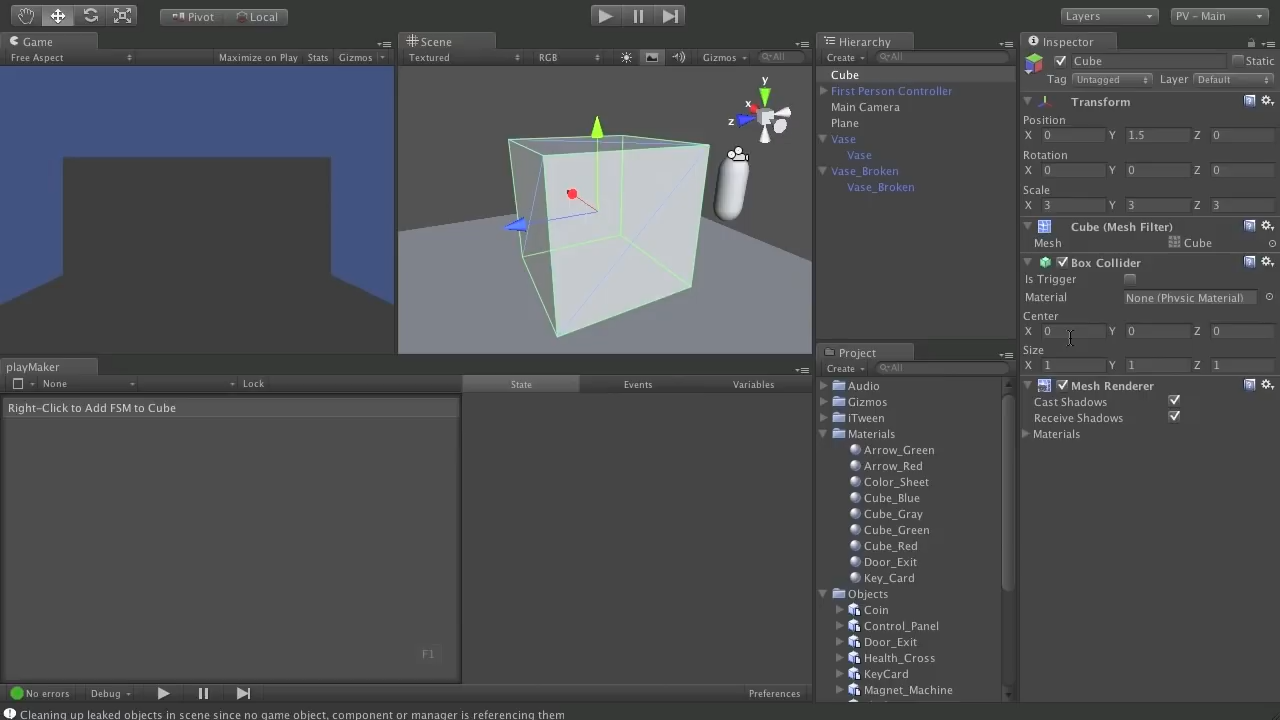 Pivot
Local
Layers
PV - Main
Game
Free Aspect
Maximize on Play
Stats
Gizmos
Scene
Textured
RGB
Gizmos
All
y
x
z
Hierarchy
Create
All
Cube
First Person Controller
Main Camera
Plane
Vase
Vase
Vase_Broken
Vase_Broken
Inspector
Cube
Static
Tag Untagged
Layer Default
Transform
Position
X 0 Y 1.5 Z 0
Rotation
X 0 Y 0 Z 0
Scale
X 3 Y 3 Z 3
Cube (Mesh Filter)
Mesh Cube
Box Collider
Is Trigger
Material None (Physic Material)
Center
X 0 Y 0 Z 0
Size
X 1 Y 1 Z 1
Mesh Renderer
Cast Shadows
Receive Shadows
Materials
playMaker
None
Lock
State
Events
Variables
Right-Click to Add FSM to Cube
F1
No errors
Debug
Preferences
Project
Create
All
Audio
Gizmos
iTween
Materials
Arrow_Green
Arrow_Red
Color_Sheet
Cube_Blue
Cube_Gray
Cube_Green
Cube_Red
Door_Exit
Key_Card
Objects
Coin
Control_Panel
Door_Exit
Health_Cross
KeyCard
Magnet_Machine
Cleaning up leaked objects in scene since no game object, component or manager is referencing them